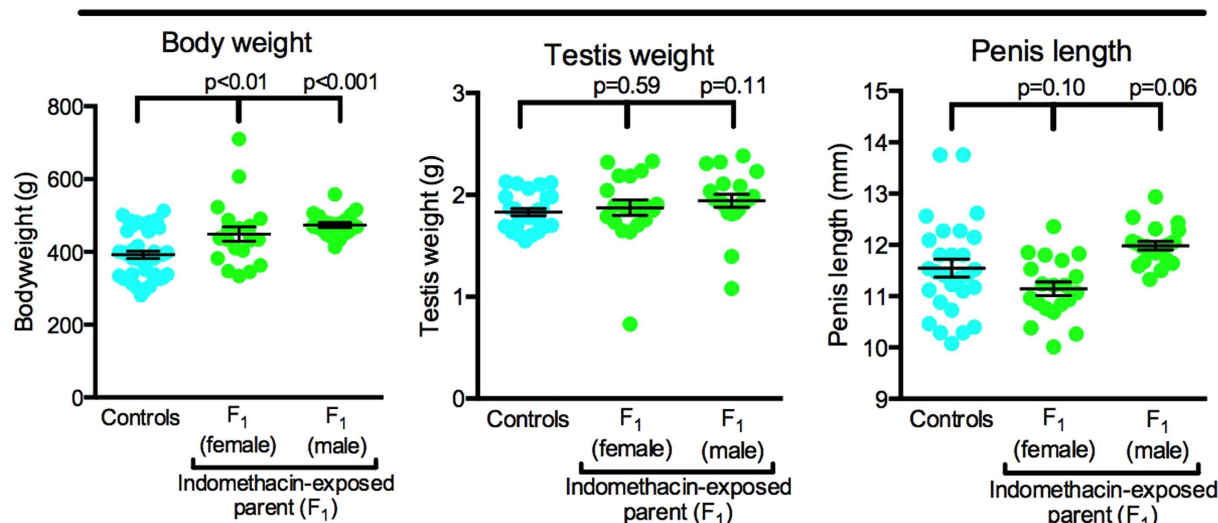 Body weight
p<0.01 p<0.001
Bodyweight (g)
800
600
400
200
0
Controls
F1
(female)
F1
(male)
Indomethacin-exposed
parent (F1)
Testis weight
p=0.59 p=0.11
Testis weight (g)
3
2
1
0
Controls
F1
(female)
F1
(male)
Indomethacin-exposed
parent (F1)
Penis length
p=0.10 p=0.06
Penis length (mm)
15
14
13
12
11
10
9
Controls
F1
(female)
F1
(male)
Indomethacin-exposed
parent (F1)